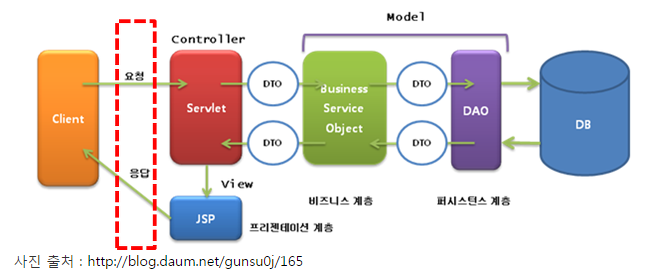 Model
Controller
요청
DTO
DTO
Client
Servlet
Business
Service
Object
DAO
DB
DTO
DTO
응답
View
JSP
프리젠테이션 계층
비즈니스 계층
퍼시스턴스 계층
사진 출처 : http://blog.daum.net/gunsu0j/165